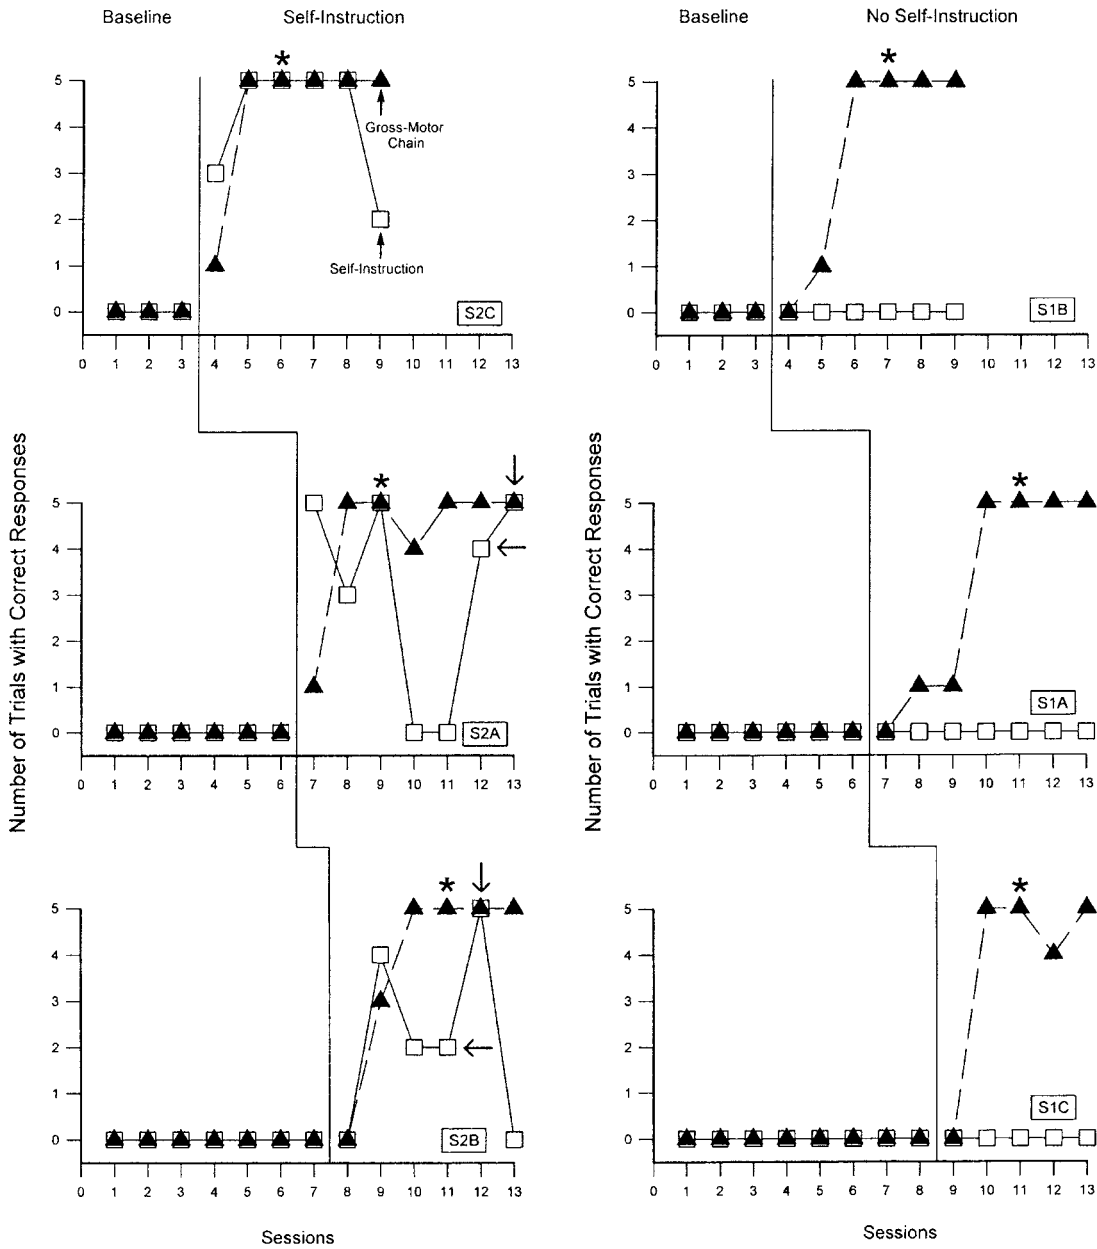 Baseline Self-Instruction
5
4
3
2
1
0
*
Gross-Motor
Chain
Self-Instruction
S2C
0 1 2 3 4 5 6 7 8 9 10 11 12 13
Baseline No Self-Instruction
5
4
3
2
1
0
*
S1B
0 1 2 3 4 5 6 7 8 9 10 11 12 13
Number of Trials with Correct Responses
5
4
3
2
1
0
*
S2A
0 1 2 3 4 5 6 7 8 9 10 11 12 13
Number of Trials with Correct Responses
5
4
3
2
1
0
*
S1A
0 1 2 3 4 5 6 7 8 9 10 11 12 13
5
4
3
2
1
0
*
S2B
0 1 2 3 4 5 6 7 8 9 10 11 12 13
Sessions
5
4
3
2
1
0
*
S1C
0 1 2 3 4 5 6 7 8 9 10 11 12 13
Sessions